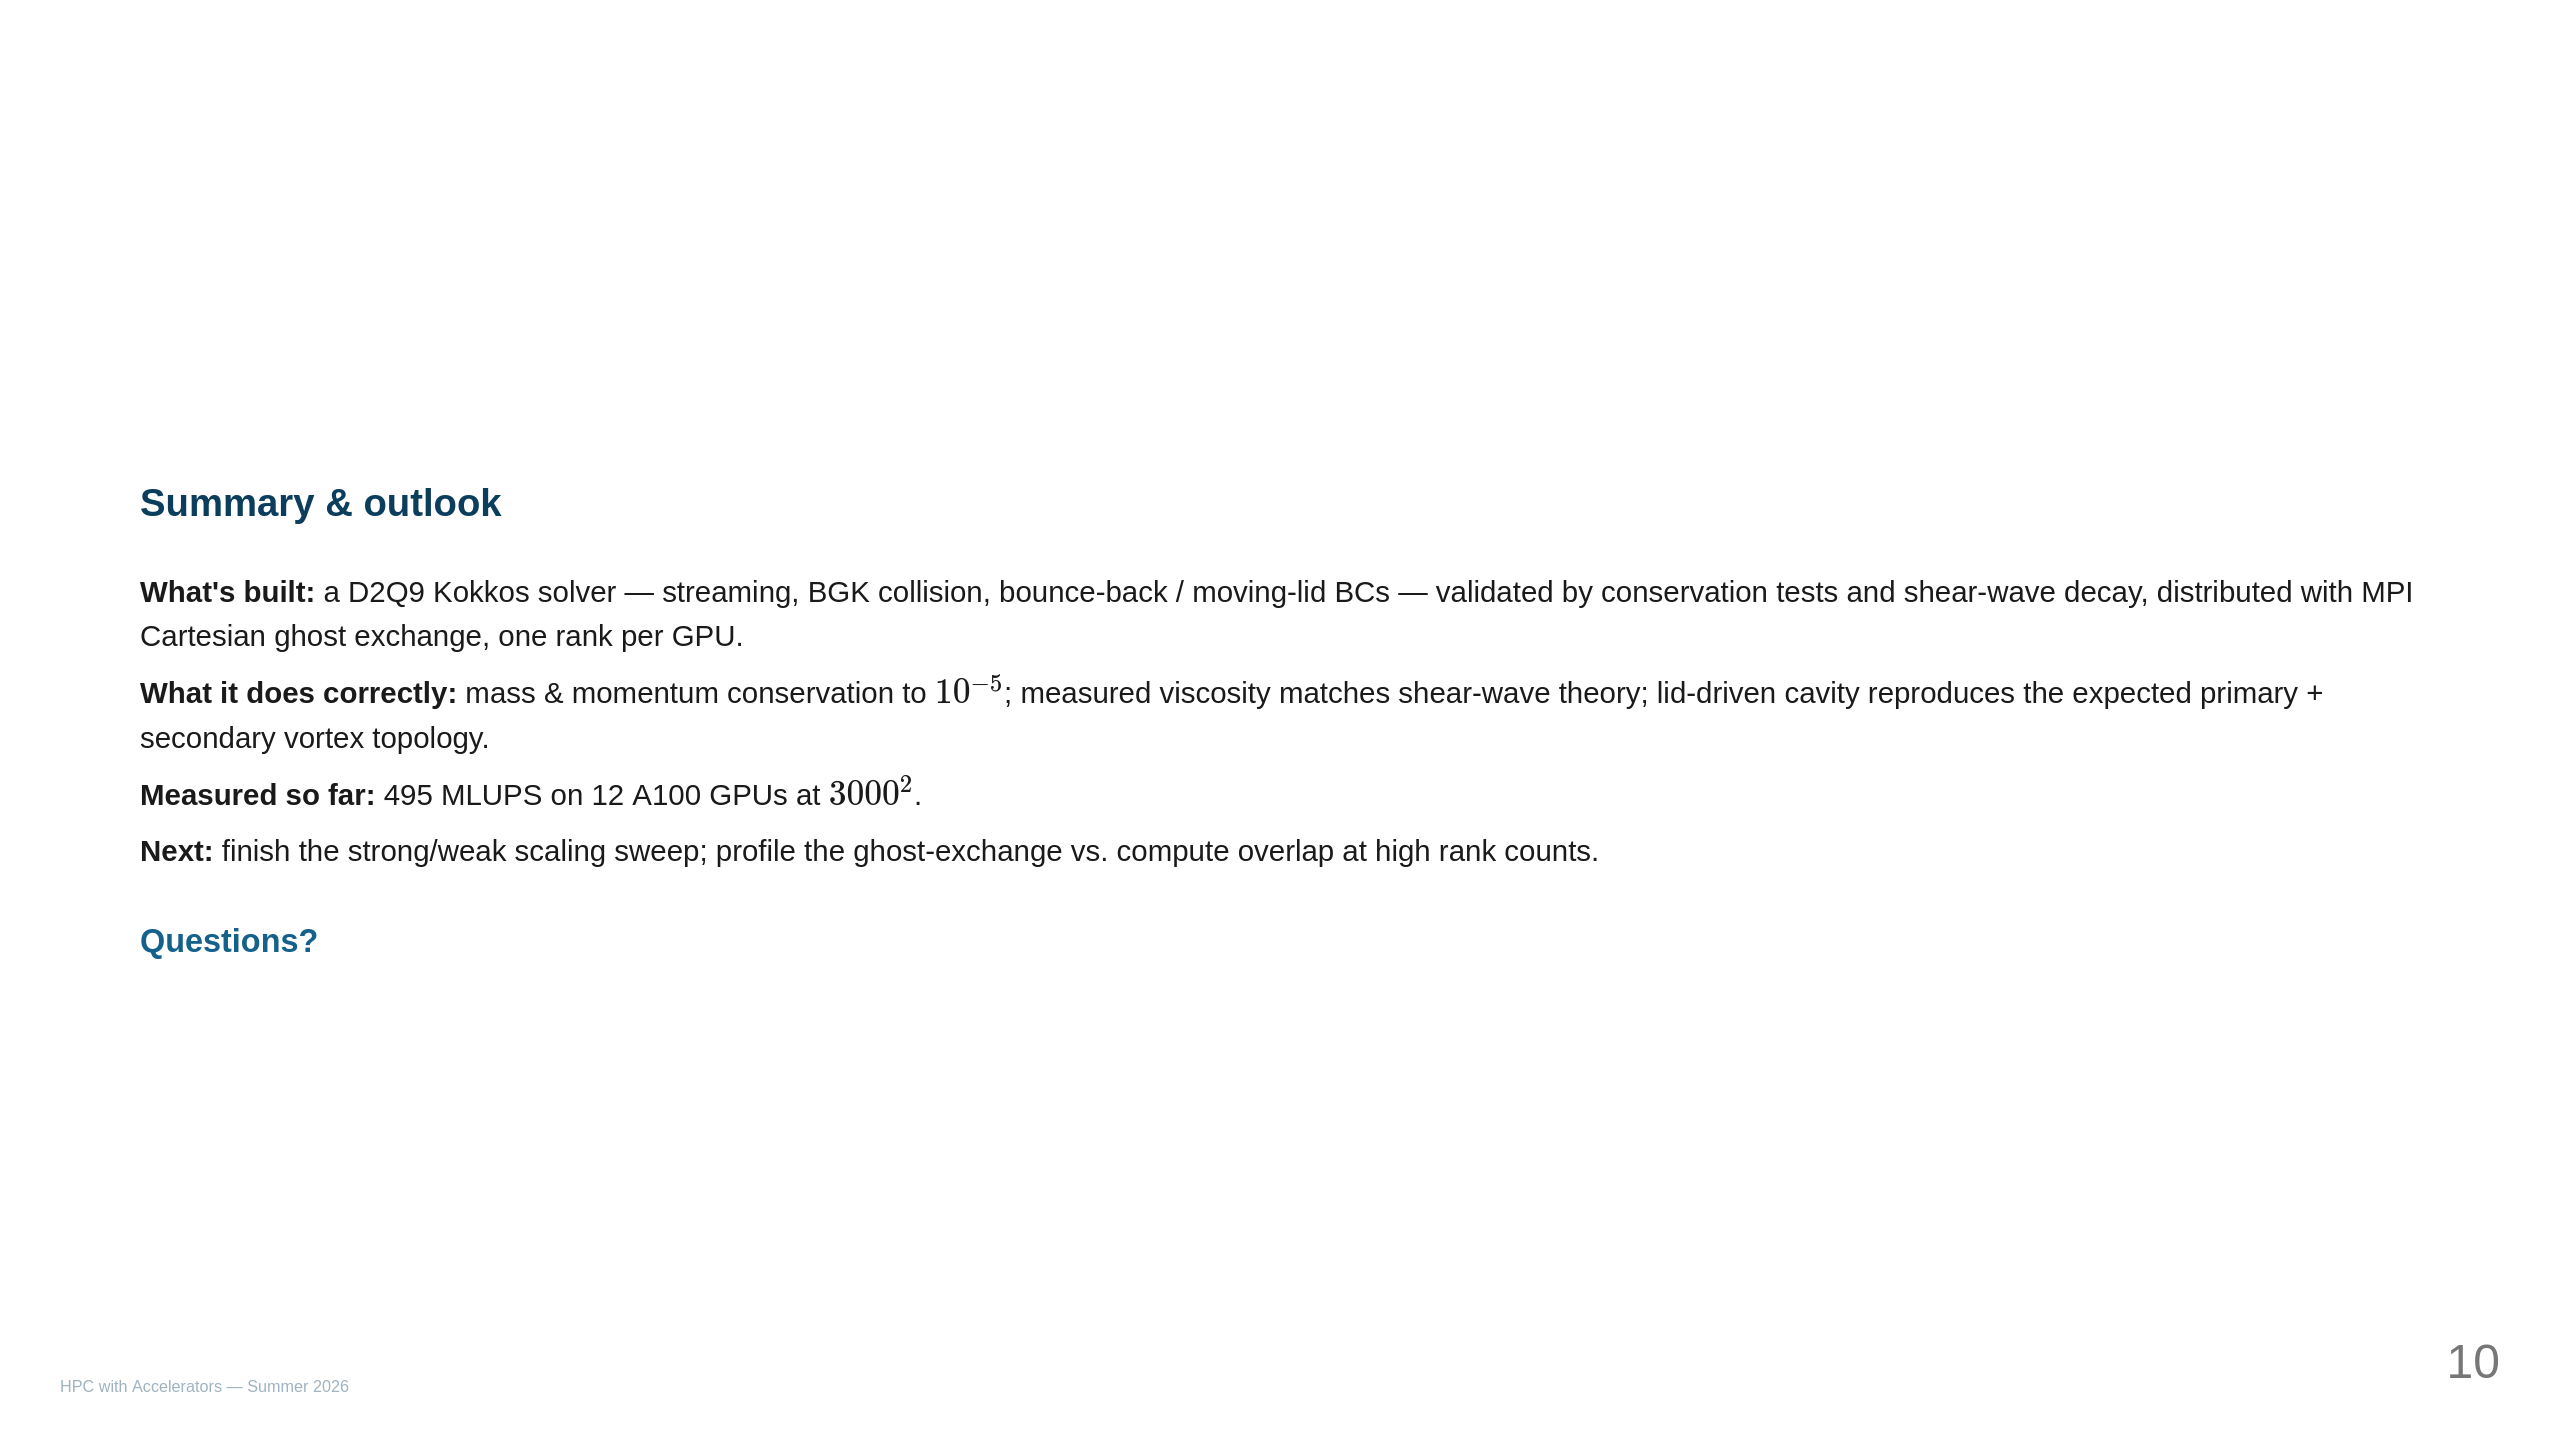 Summary & outlook
What's built: a D2Q9 Kokkos solver — streaming, BGK collision, bounce-back / moving-lid BCs — validated by conservation tests and shear-wave decay, distributed with MPI
Cartesian ghost exchange, one rank per GPU.
What it does correctly: mass & momentum conservation to 10⁻⁵; measured viscosity matches shear-wave theory; lid-driven cavity reproduces the expected primary +
secondary vortex topology.
Measured so far: 495 MLUPS on 12 A100 GPUs at 3000².
Next: finish the strong/weak scaling sweep; profile the ghost-exchange vs. compute overlap at high rank counts.
Questions?
HPC with Accelerators — Summer 2026
10